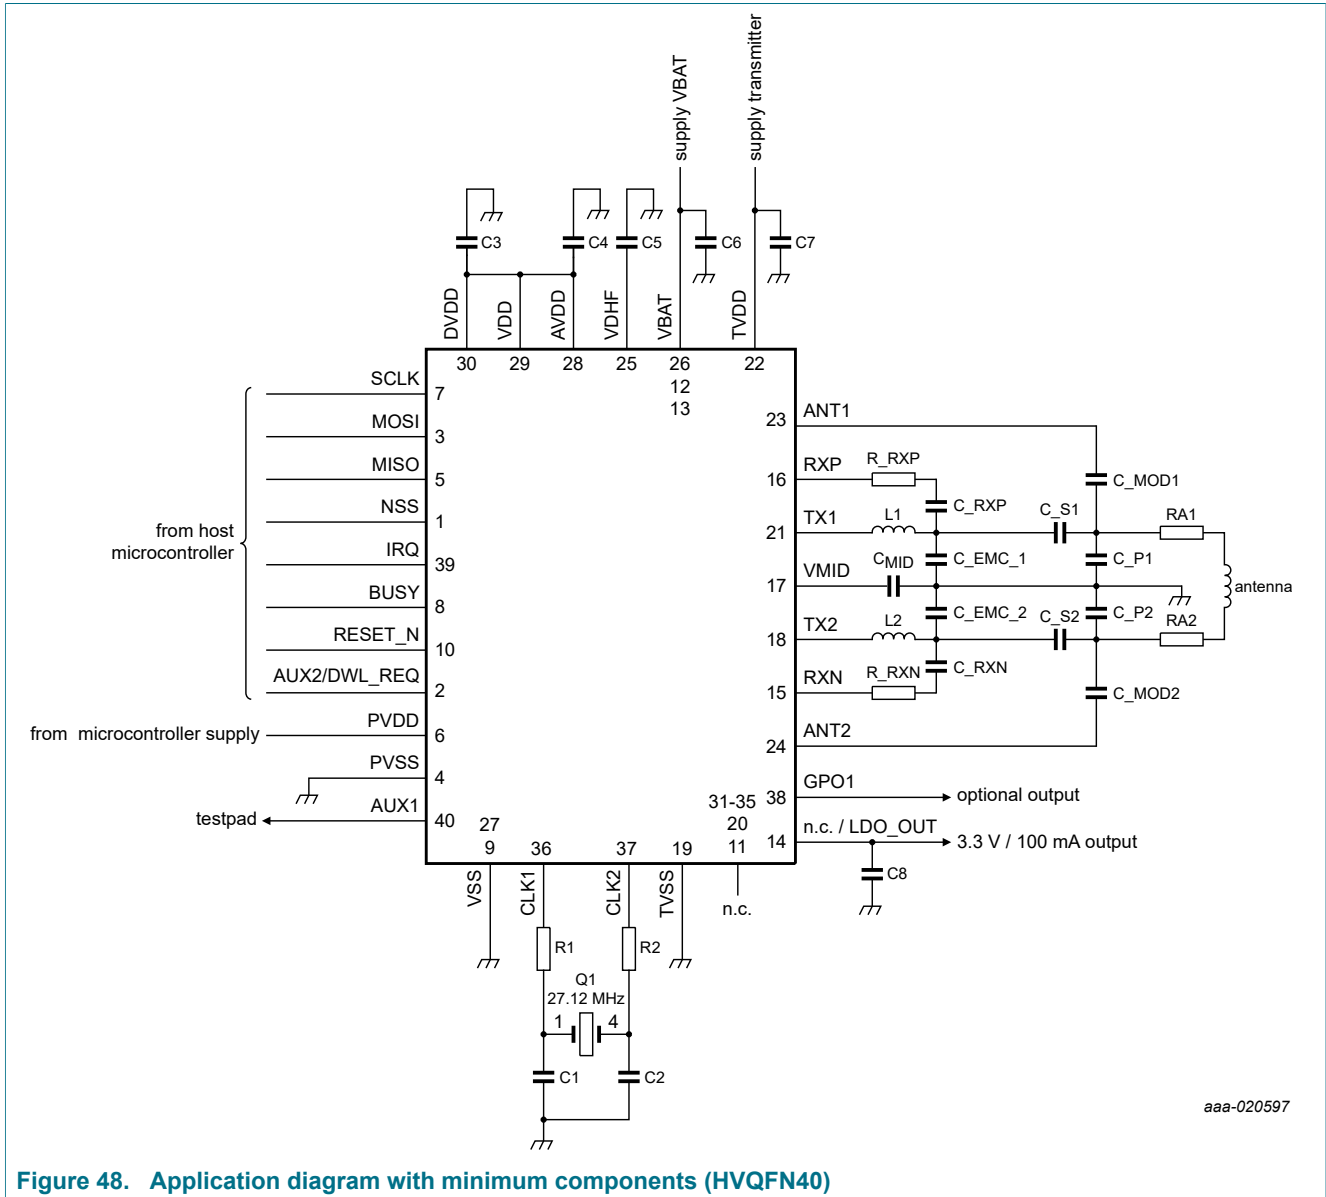 supply VBAT
supply transmitter
C3
C4
C5
C6
C7
DVDD
VDD
AVDD
VDHF
VBAT
TVDD
30
29
28
25
26
12
13
22
SCLK
7
MOSI
3
MISO
5
NSS
1
IRQ
39
BUSY
8
RESET_N
10
AUX2/DWL_REQ
2
from host
microcontroller
PVDD
6
from microcontroller supply
PVSS
4
AUX1
40
testpad
23
ANT1
16
RXP
R_RXP
C_RXP
C_MOD1
21
TX1
L1
C_S1
RA1
17
VMID
CMID
C_EMC_1
C_P1
antenna
C_EMC_2
C_P2
18
TX2
L2
C_S2
RA2
15
RXN
R_RXN
C_RXN
C_MOD2
24
ANT2
38
GPO1
optional output
14
n.c. / LDO_OUT
3.3 V / 100 mA output
C8
27
9
36
37
19
31-35
20
11
VSS
CLK1
CLK2
TVSS
n.c.
R1
R2
Q1
27.12 MHz
1
4
C1
C2
aaa-020597
Figure 48. Application diagram with minimum components (HVQFN40)